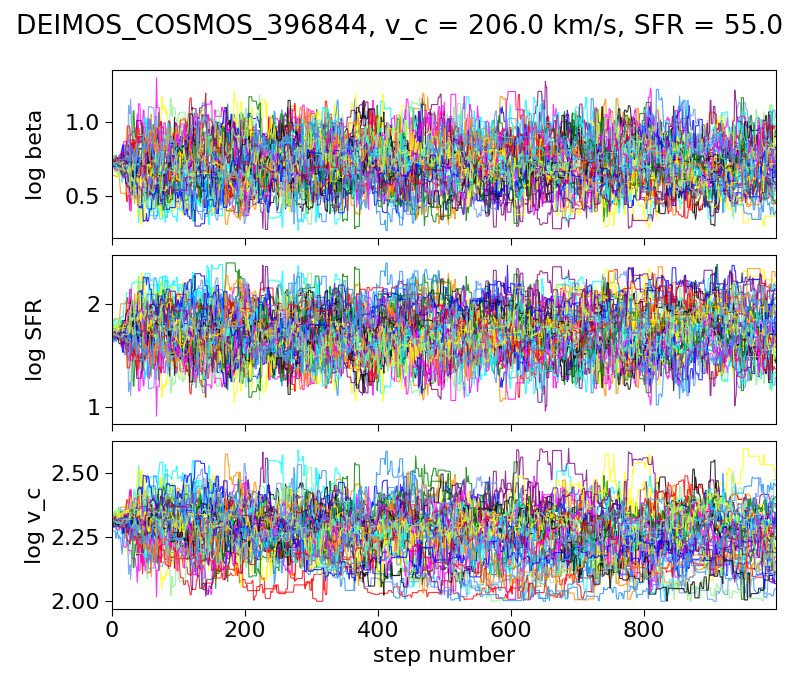 DEIMOS_COSMOS_396844, v_c = 206.0 km/s, SFR = 55.0
log beta
1.0
0.5
log SFR
2
1
log v_c
2.50
2.25
2.00
0 200 400 600 800
step number